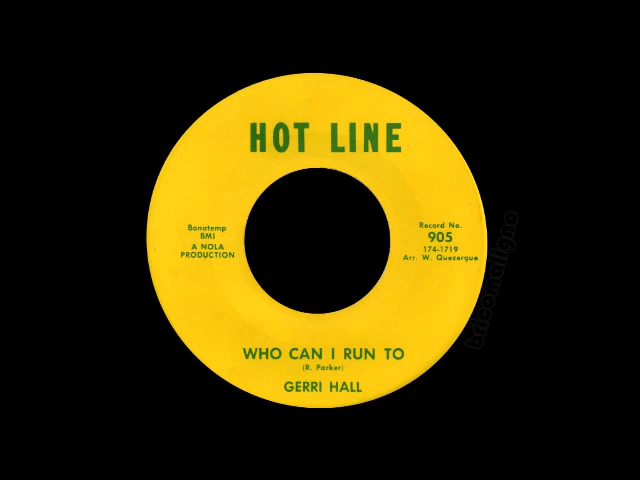 HOT LINE
Bonatemp
BMI
A NOLA
PRODUCTION
Record No.
905
174-1719
Arr. W. Quezergue
WHO CAN I RUN TO
(R. Parker)
GERRI HALL
bricomaligno